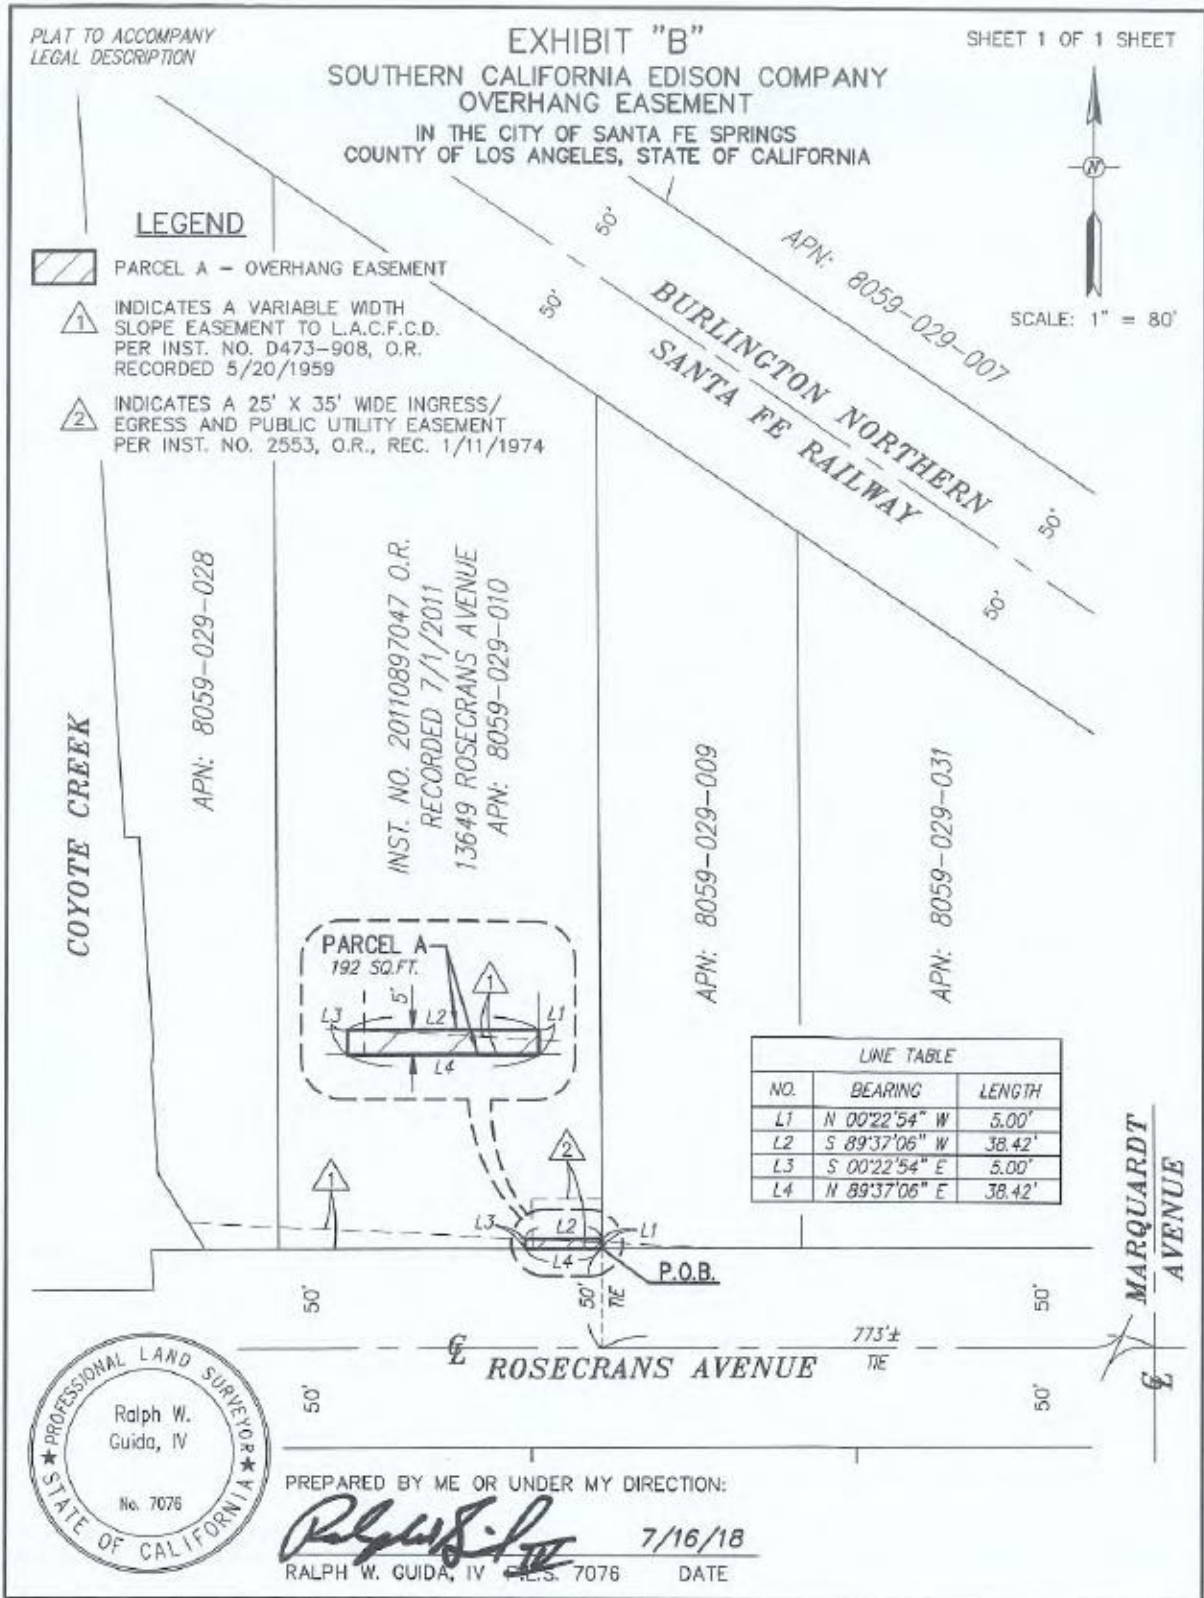 PLAT TO ACCOMPANY
LEGAL DESCRIPTION
EXHIBIT "B"
SOUTHERN CALIFORNIA EDISON COMPANY
OVERHANG EASEMENT
IN THE CITY OF SANTA FE SPRINGS
COUNTY OF LOS ANGELES, STATE OF CALIFORNIA
SHEET 1 OF 1 SHEET
N
SCALE: 1" = 80'
LEGEND
PARCEL A - OVERHANG EASEMENT
1
INDICATES A VARIABLE WIDTH
SLOPE EASEMENT TO L.A.C.F.C.D.
PER INST. NO. D473-908, O.R.
RECORDED 5/20/1959
2
INDICATES A 25' X 35' WIDE INGRESS/
EGRESS AND PUBLIC UTILITY EASEMENT
PER INST. NO. 2553, O.R., REC. 1/11/1974
50'
50'
APN: 8059-029-007
BURLINGTON NORTHERN
SANTA FE RAILWAY
50'
50'
COYOTE CREEK
APN: 8059-029-028
INST. NO. 20110897047 O.R.
RECORDED 7/1/2011
13649 ROSECRANS AVENUE
APN: 8059-029-010
APN: 8059-029-009
APN: 8059-029-031
PARCEL A
192 SQ.FT.
5'
1
L3
L2
L1
L4
LINE TABLE
NO. BEARING LENGTH
L1 N 00°22'54" W 5.00'
L2 S 89°37'06" W 38.42'
L3 S 00°22'54" E 5.00'
L4 N 89°37'06" E 38.42'
1
2
L3
L2
L1
L4
P.O.B.
50'
50'
TIE
50'
773'±
TIE
℄ ROSECRANS AVENUE
MARQUARDT
AVENUE
℄
50'
50'
PROFESSIONAL LAND SURVEYOR
Ralph W.
Guida, IV
No. 7076
STATE OF CALIFORNIA
PREPARED BY ME OR UNDER MY DIRECTION:
7/16/18
RALPH W. GUIDA, IV P.L.S. 7076 DATE